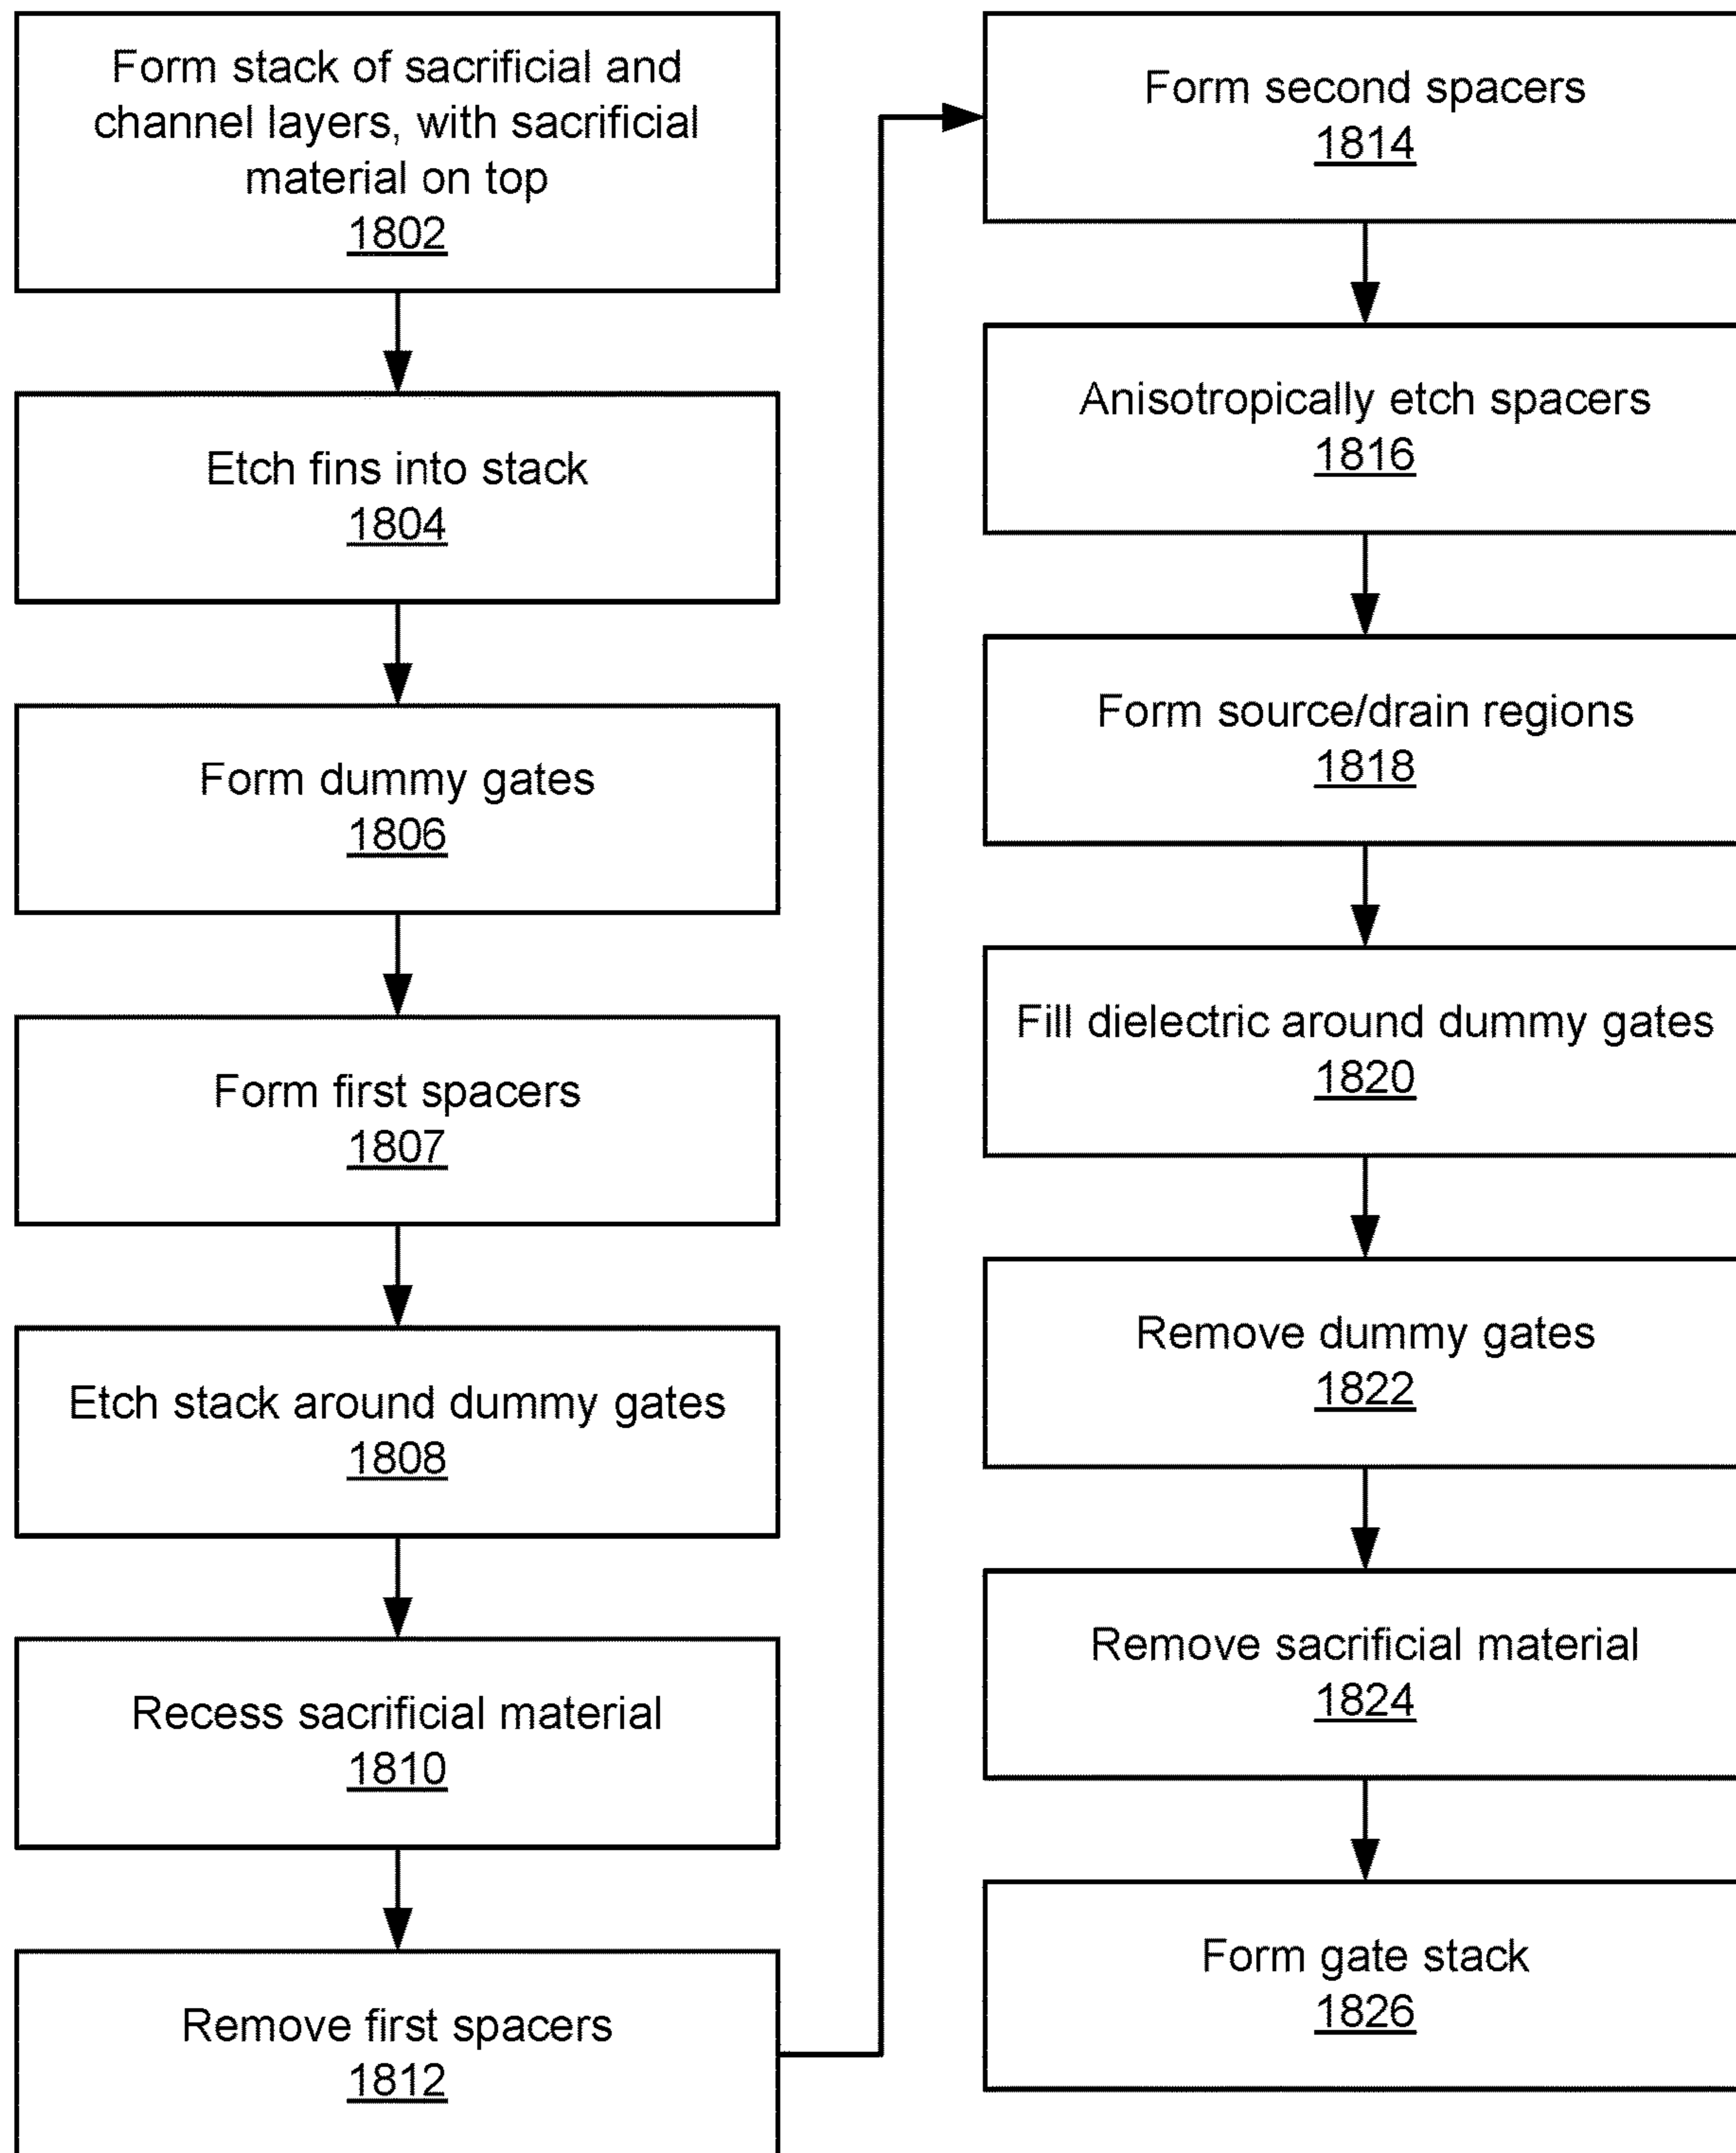 Form stack of sacrificial and
channel layers, with sacrificial
material on top
1802
Etch fins into stack
1804
Form dummy gates
1806
Form first spacers
1807
Etch stack around dummy gates
1808
Recess sacrificial material
1810
Remove first spacers
1812
Form second spacers
1814
Anisotropically etch spacers
1816
Form source/drain regions
1818
Fill dielectric around dummy gates
1820
Remove dummy gates
1822
Remove sacrificial material
1824
Form gate stack
1826